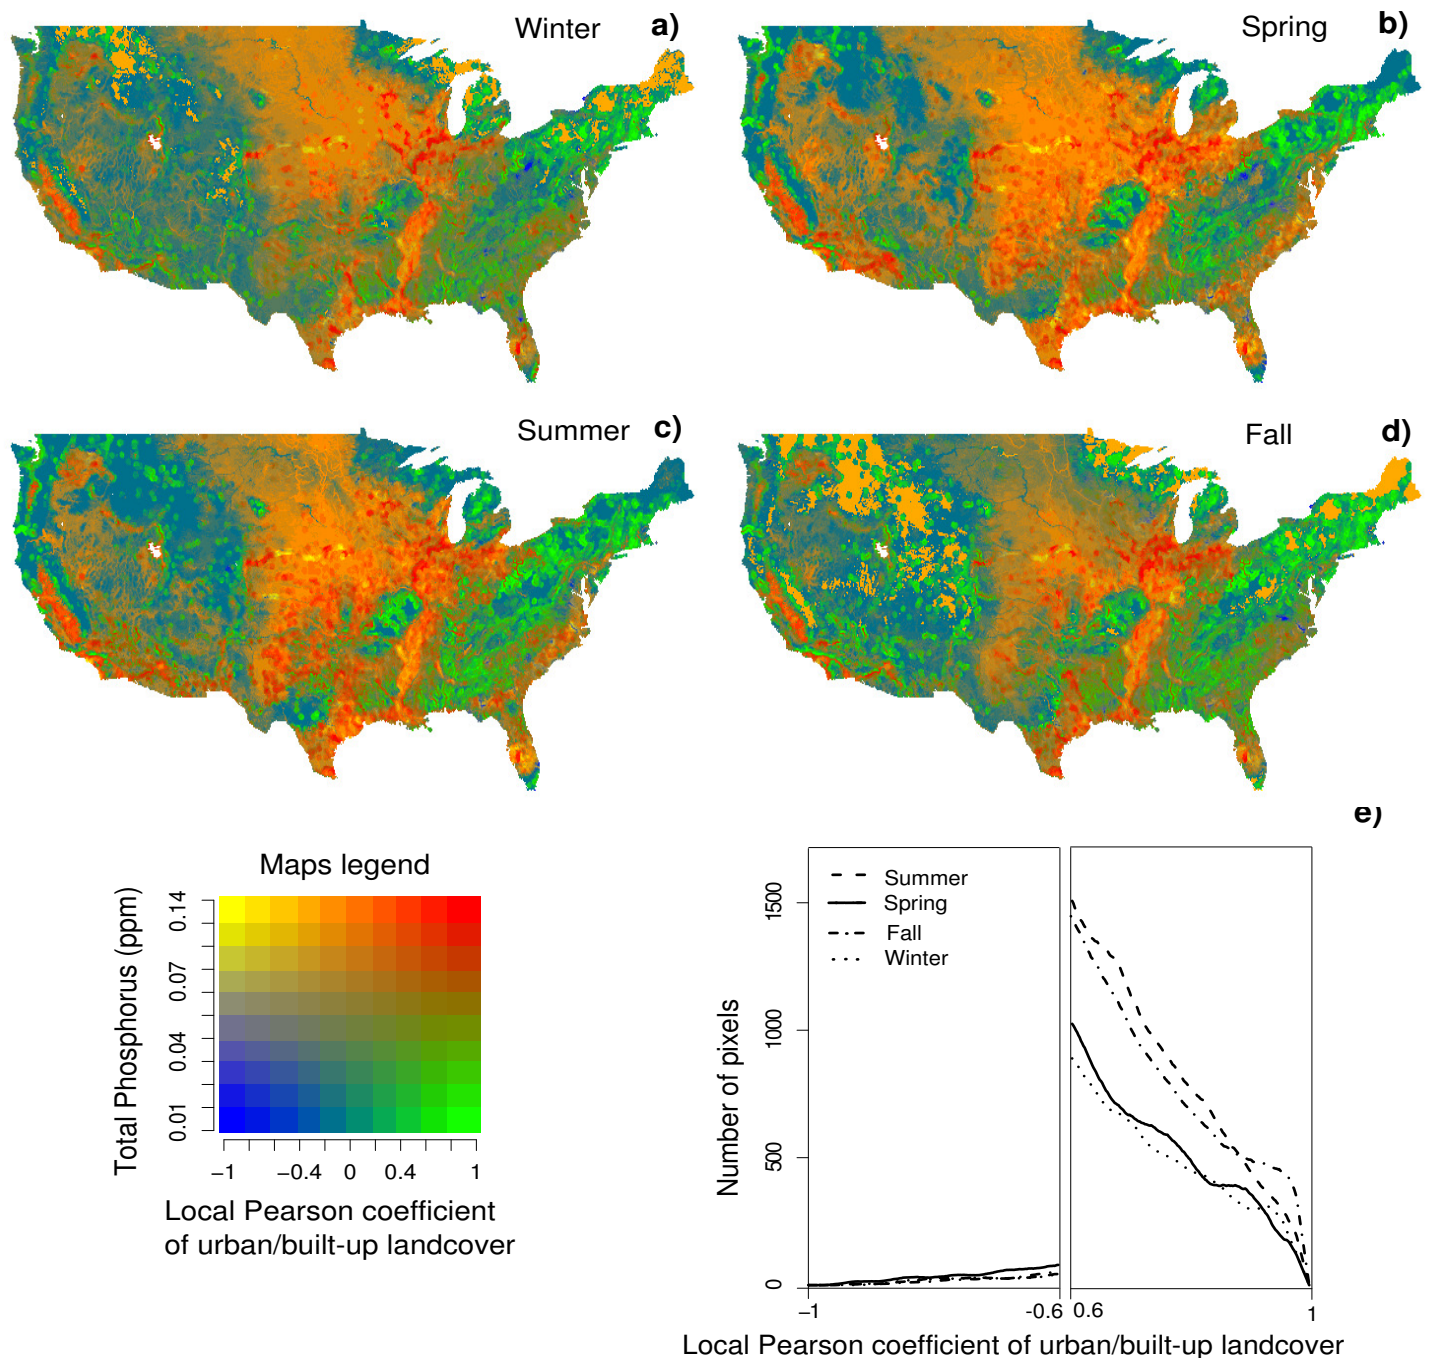 Winter
a)
Spring
b)
Summer
c)
Fall
d)
Maps legend
Total Phosphorus (ppm)
0.14
0.07
0.04
0.01
−1
−0.4
0
0.4
1
Local Pearson coefficient
of urban/built-up landcover
e)
Summer
Spring
Fall
Winter
Number of pixels
1500
1000
500
0
−1
-0.6
0.6
1
Local Pearson coefficient of urban/built-up landcover